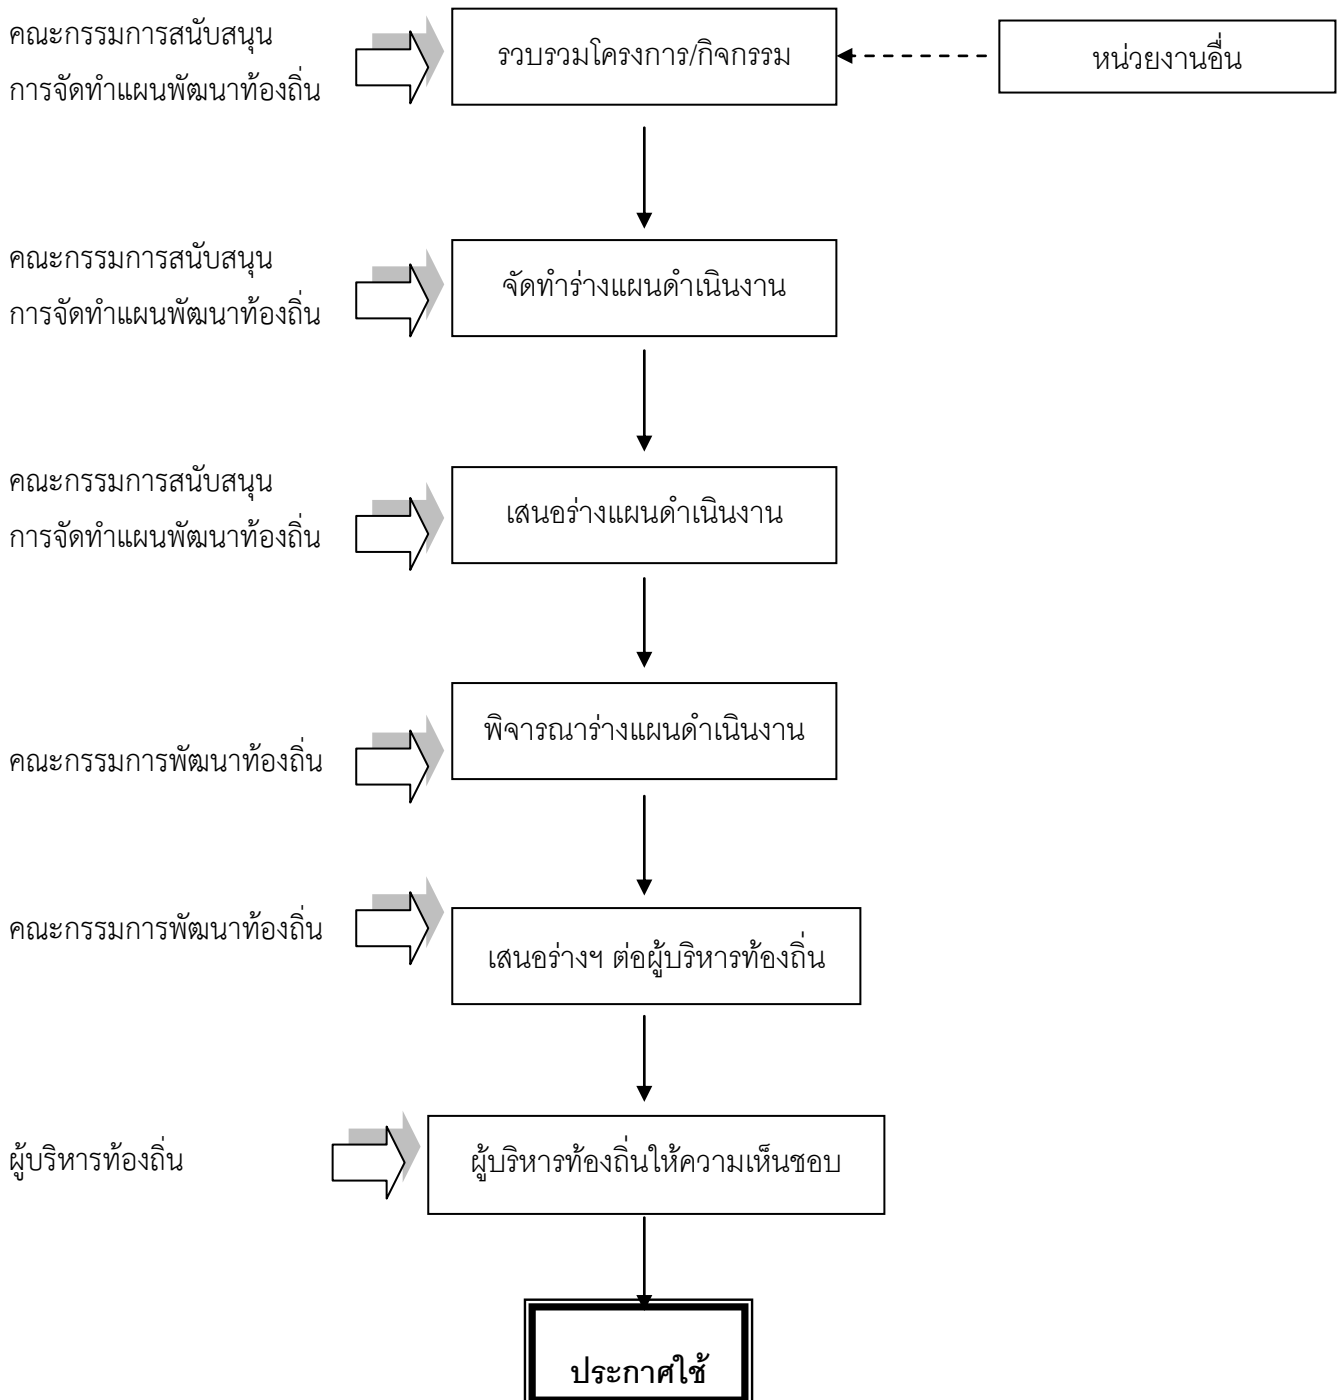 คณะกรรมการสนับสนุน
การจัดทำแผนพัฒนาท้องถิ่น
รวบรวมโครงการ/กิจกรรม
หน่วยงานอื่น
คณะกรรมการสนับสนุน
การจัดทำแผนพัฒนาท้องถิ่น
จัดทำร่างแผนดำเนินงาน
คณะกรรมการสนับสนุน
การจัดทำแผนพัฒนาท้องถิ่น
เสนอร่างแผนดำเนินงาน
คณะกรรมการพัฒนาท้องถิ่น
พิจารณาร่างแผนดำเนินงาน
คณะกรรมการพัฒนาท้องถิ่น
เสนอร่างฯ ต่อผู้บริหารท้องถิ่น
ผู้บริหารท้องถิ่น
ผู้บริหารท้องถิ่นให้ความเห็นชอบ
ประกาศใช้